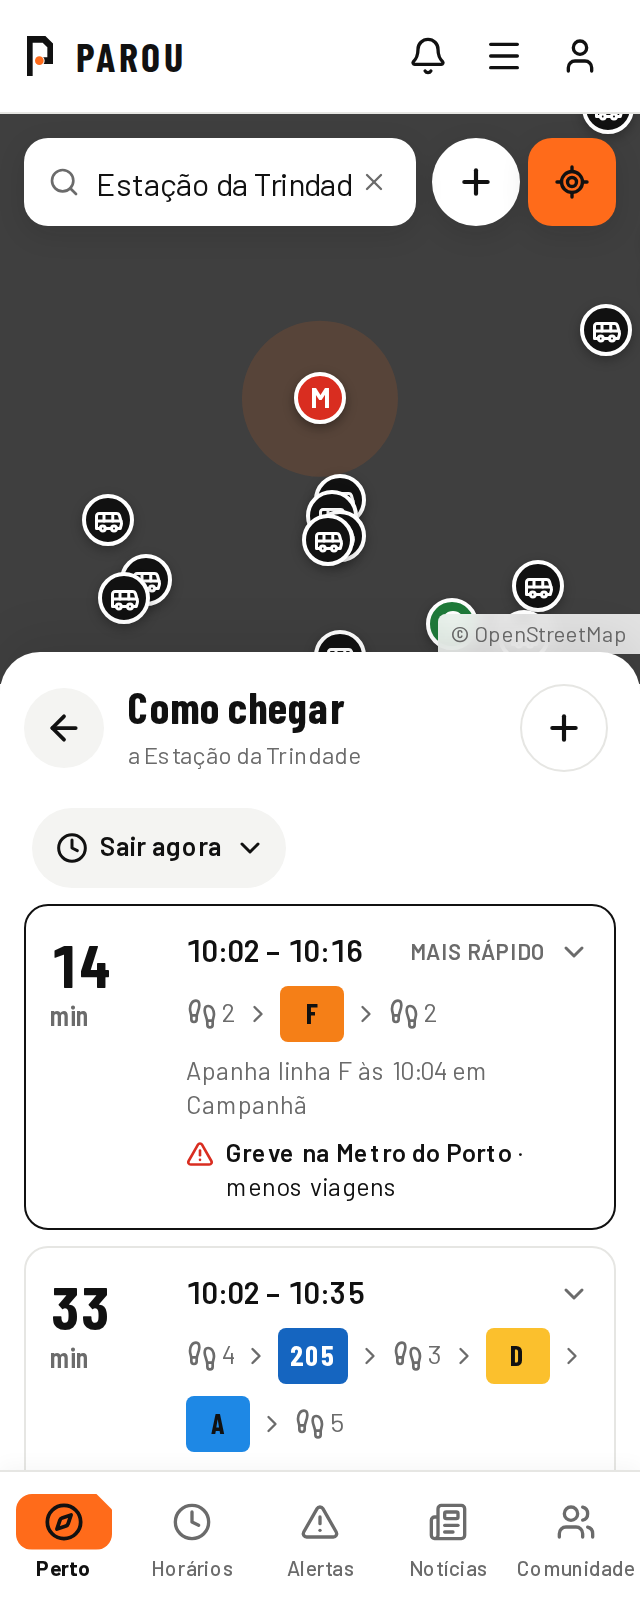 PAROU
Estação da Trindad
M
© OpenStreetMap
Como chegar
a Estação da Trindade
Sair agora
14 min
10:02 – 10:16 MAIS RÁPIDO
2 F 2
Apanha linha F às 10:04 em
Campanhã
Greve na Metro do Porto ·
menos viagens
33 min
10:02 – 10:35
4 205 3 D
A 5
Perto Horários Alertas Notícias Comunidade